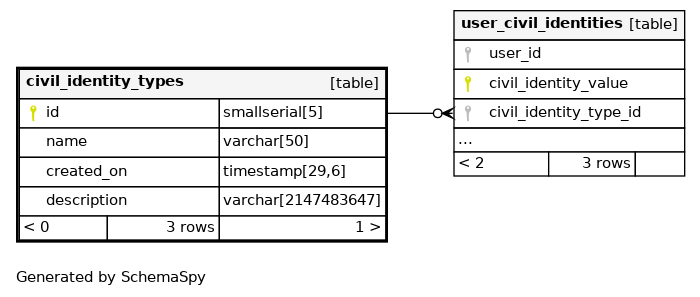 civil_identity_types [table]
id smallserial[5]
name varchar[50]
created_on timestamp[29,6]
description varchar[2147483647]
< 0 3 rows 1 >
user_civil_identities [table]
user_id
civil_identity_value
civil_identity_type_id
...
< 2 3 rows
Generated by SchemaSpy